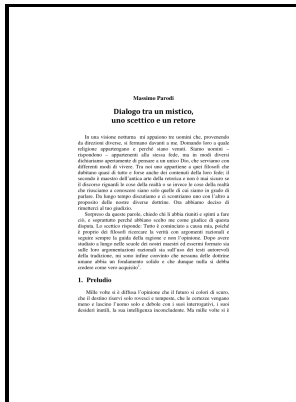 Massimo Parodi
Dialogo tra un mistico,
uno scettico e un retore
In una visione notturna mi appaiono tre uomini che, provenendo
da direzioni diverse, si fermano davanti a me. Domando loro a quale
religione appartengano e perché siano venuti. Siamo uomini –
rispondono – appartenenti alla stessa fede, ma in modi diversi
dichiariamo apertamente di pensare a un unico Dio, che serviamo con
differenti modi di vivere. Tra noi uno appartiene a quei filosofi che
dubitano quasi di tutto e forse anche dei contenuti della loro fede; il
secondo è maestro dell'antica arte della retorica e non è mai sicuro se
il discorso riguardi le cose della realtà o se invece le cose della realtà
che riusciamo a conoscere siano solo quelle di cui siamo in grado di
parlare. Da lungo tempo discutiamo e ci scontriamo uno con l'altro a
proposito delle nostre diverse dottrine. Ora abbiamo deciso di
rimetterci al tuo giudizio.
Sorpreso da queste parole, chiedo chi li abbia riuniti e spinti a fare
ciò, e soprattutto perché abbiano scelto me come giudice di questa
disputa. Lo scettico risponde: Tutto è cominciato a causa mia, poiché
è proprio dei filosofi ricercare la verità con argomenti razionali e
seguire sempre la guida della ragione e non l'opinione. Dopo avere
studiato a lungo nelle scuole dei nostri maestri ed essermi formato sia
sulle loro argomentazioni razionali sia sull'uso dei testi autorevoli
della tradizione, mi sono infine convinto che nessuna delle dottrine
umane abbia un fondamento solido e che dunque nulla si debba
credere come vero acquisito¹.
1. Preludio
Mille volte si è diffusa l'opinione che il futuro si colori di scuro,
che il destino riservi solo rovesci e tempeste, che le certezze vengano
meno e lascino l'uomo solo e debole con i suoi interrogativi, i suoi
desideri inutili, la sua intelligenza inconcludente. Ma mille volte si è